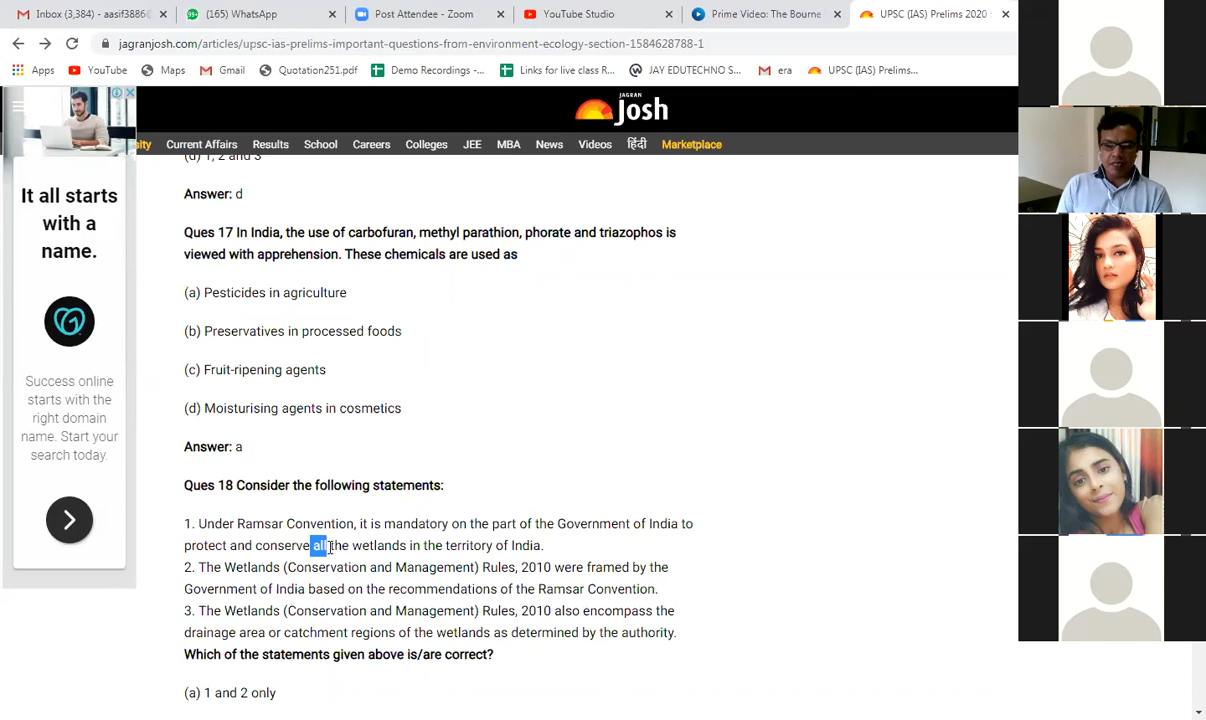 Inbox (3,384) - aasif3886@
(165) WhatsApp
Post Attendee - Zoom
YouTube Studio
Prime Video: The Bourne
UPSC (IAS) Prelims 2020
jagranjosh.com/articles/upsc-ias-prelims-important-questions-from-environment-ecology-section-1584628788-1
Apps
YouTube
Maps
Gmail
Quotation251.pdf
Demo Recordings -...
Links for live class R...
JAY EDUTECHNO S...
era
UPSC (IAS) Prelims...
JAGRAN
Josh
sity
Current Affairs
Results
School
Careers
Colleges
JEE
MBA
News
Videos
हिंदी
Marketplace
It all starts
with a
name.
Success online
starts with the
right domain
name. Start your
search today.
(d) 1, 2 and 3
Answer: d
Ques 17 In India, the use of carbofuran, methyl parathion, phorate and triazophos is
viewed with apprehension. These chemicals are used as
(a) Pesticides in agriculture
(b) Preservatives in processed foods
(c) Fruit-ripening agents
(d) Moisturising agents in cosmetics
Answer: a
Ques 18 Consider the following statements:
1. Under Ramsar Convention, it is mandatory on the part of the Government of India to
protect and conserve all the wetlands in the territory of India.
2. The Wetlands (Conservation and Management) Rules, 2010 were framed by the
Government of India based on the recommendations of the Ramsar Convention.
3. The Wetlands (Conservation and Management) Rules, 2010 also encompass the
drainage area or catchment regions of the wetlands as determined by the authority.
Which of the statements given above is/are correct?
(a) 1 and 2 only